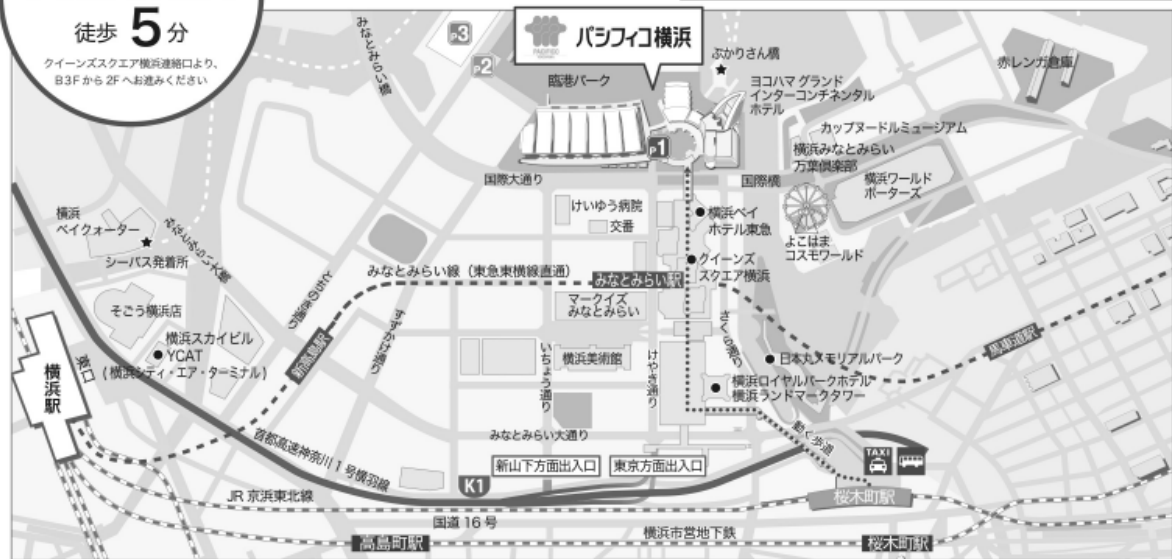 徒歩 5 分
クイーンズスクエア横浜連絡口より、
B3F から 2F へお進みください
みなとみらい橋
P3
P2
PACIFICO
パシフィコ横浜
ぷかりさん橋
臨港パーク
ヨコハマ グランド
インターコンチネンタル
ホテル
赤レンガ倉庫
P1
カップヌードルミュージアム
横浜みなとみらい
万葉倶楽部
横浜ワールド
ポーターズ
国際大通り
国際橋
よこはま
コスモワールド
けいゆう病院
交番
横浜ベイ
ホテル東急
クイーンズ
スクエア横浜
横浜
ベイクォーター
シーバス発着所
みなとみらい大橋
とちのき通り
みなとみらい線（東急東横線直通）
みなとみらい駅
マークイズ
みなとみらい
そごう横浜店
横浜スカイビル
YCAT
(横浜シティ・エア・ターミナル)
横浜駅
東口
新高島駅
すずかけ通り
いちょう通り
横浜美術館
けやき通り
さくら通り
日本丸メモリアルパーク
馬車道駅
横浜ロイヤルパークホテル
横浜ランドマークタワー
みなとみらい大通り
動く歩道
首都高速神奈川1号横羽線
新山下方面出入口
東京方面出入口
TAXI
K1
桜木町駅
JR 京浜東北線
国道 16 号
横浜市営地下鉄
高島町駅
桜木町駅